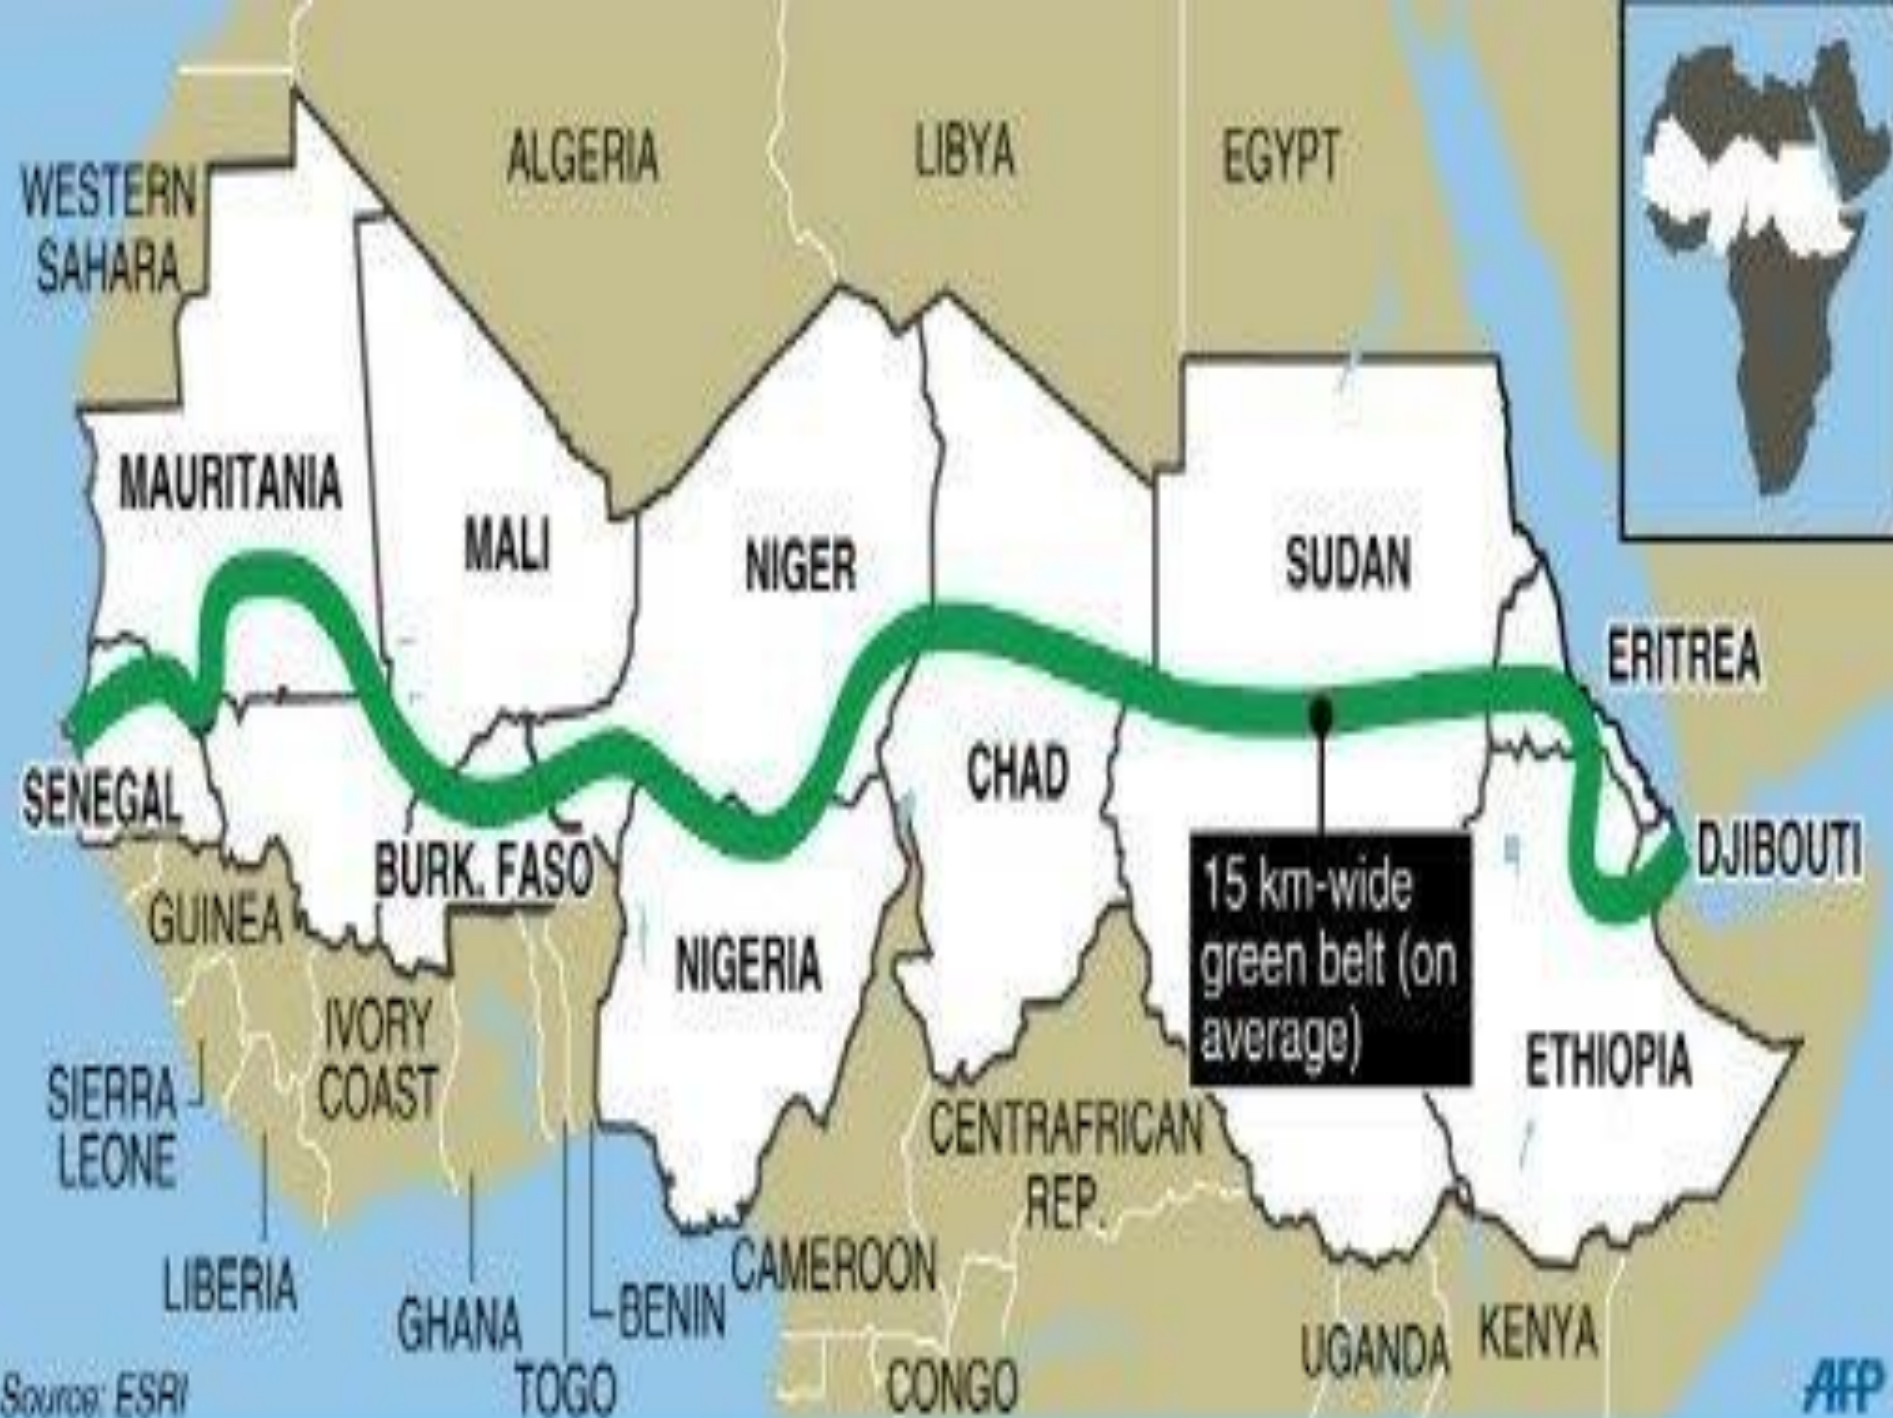 ALGERIA
LIBYA
EGYPT
WESTERN
SAHARA
MAURITANIA
MALI
NIGER
SUDAN
ERITREA
SENEGAL
CHAD
DJIBOUTI
BURK. FASO
15 km-wide
green belt (on
average)
GUINEA
NIGERIA
IVORY
COAST
ETHIOPIA
SIERRA
LEONE
CENTRAFRICAN
REP.
LIBERIA
CAMEROON
GHANA
BENIN
UGANDA
KENYA
TOGO
CONGO
Source: ESRI
AFP